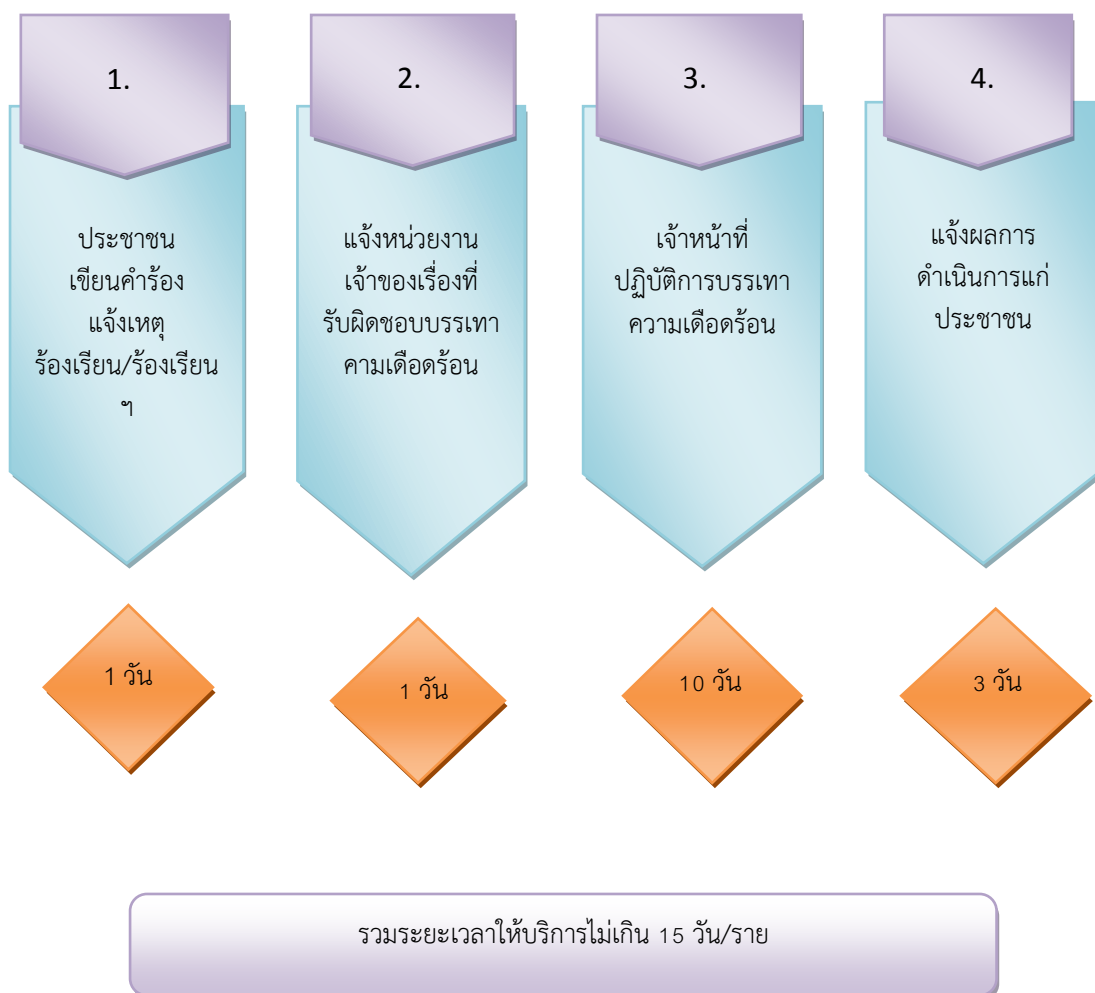 1.
ประชาชน
เขียนคำร้อง
แจ้งเหตุ
ร้องเรียน/ร้องเรียน
ฯ
1 วัน
2.
แจ้งหน่วยงาน
เจ้าของเรื่องที่
รับผิดชอบบรรเทา
คามเดือดร้อน
1 วัน
3.
เจ้าหน้าที่
ปฏิบัติการบรรเทา
ความเดือดร้อน
10 วัน
4.
แจ้งผลการ
ดำเนินการแก่
ประชาชน
3 วัน
รวมระยะเวลาให้บริการไม่เกิน 15 วัน/ราย